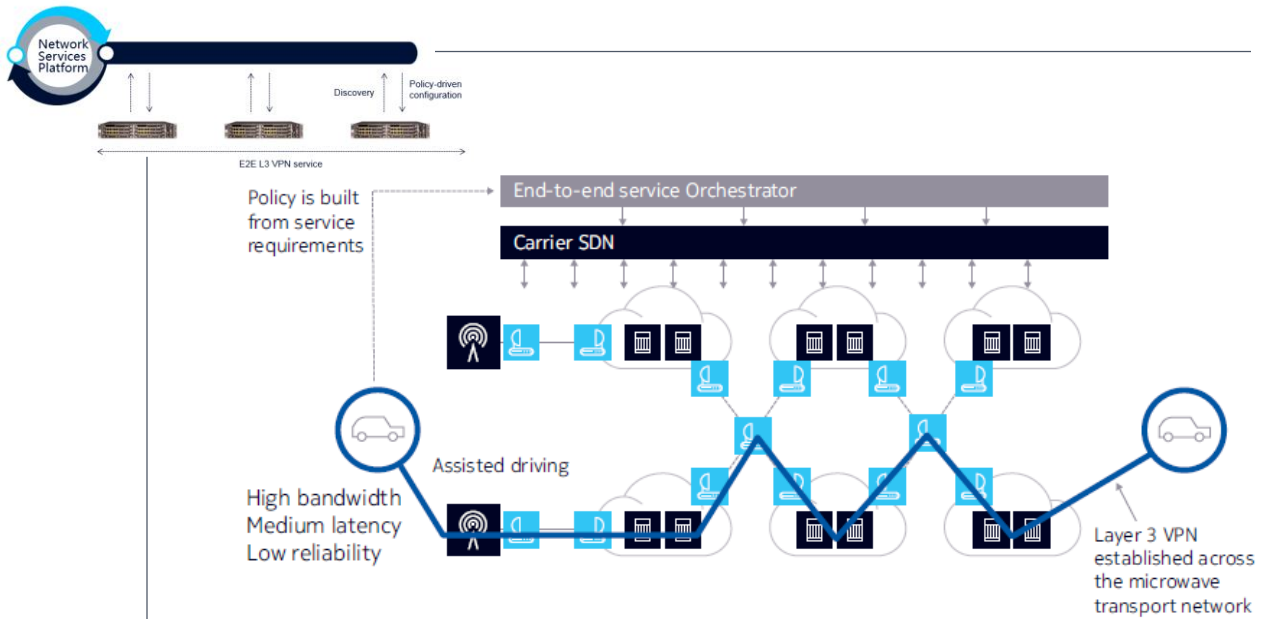 Network
Services
Platform
Discovery
Policy-driven
configuration
E2E L3 VPN service
Policy is built
from service
requirements
End-to-end service Orchestrator
Carrier SDN
Assisted driving
High bandwidth
Medium latency
Low reliability
Layer 3 VPN
established across
the microwave
transport network